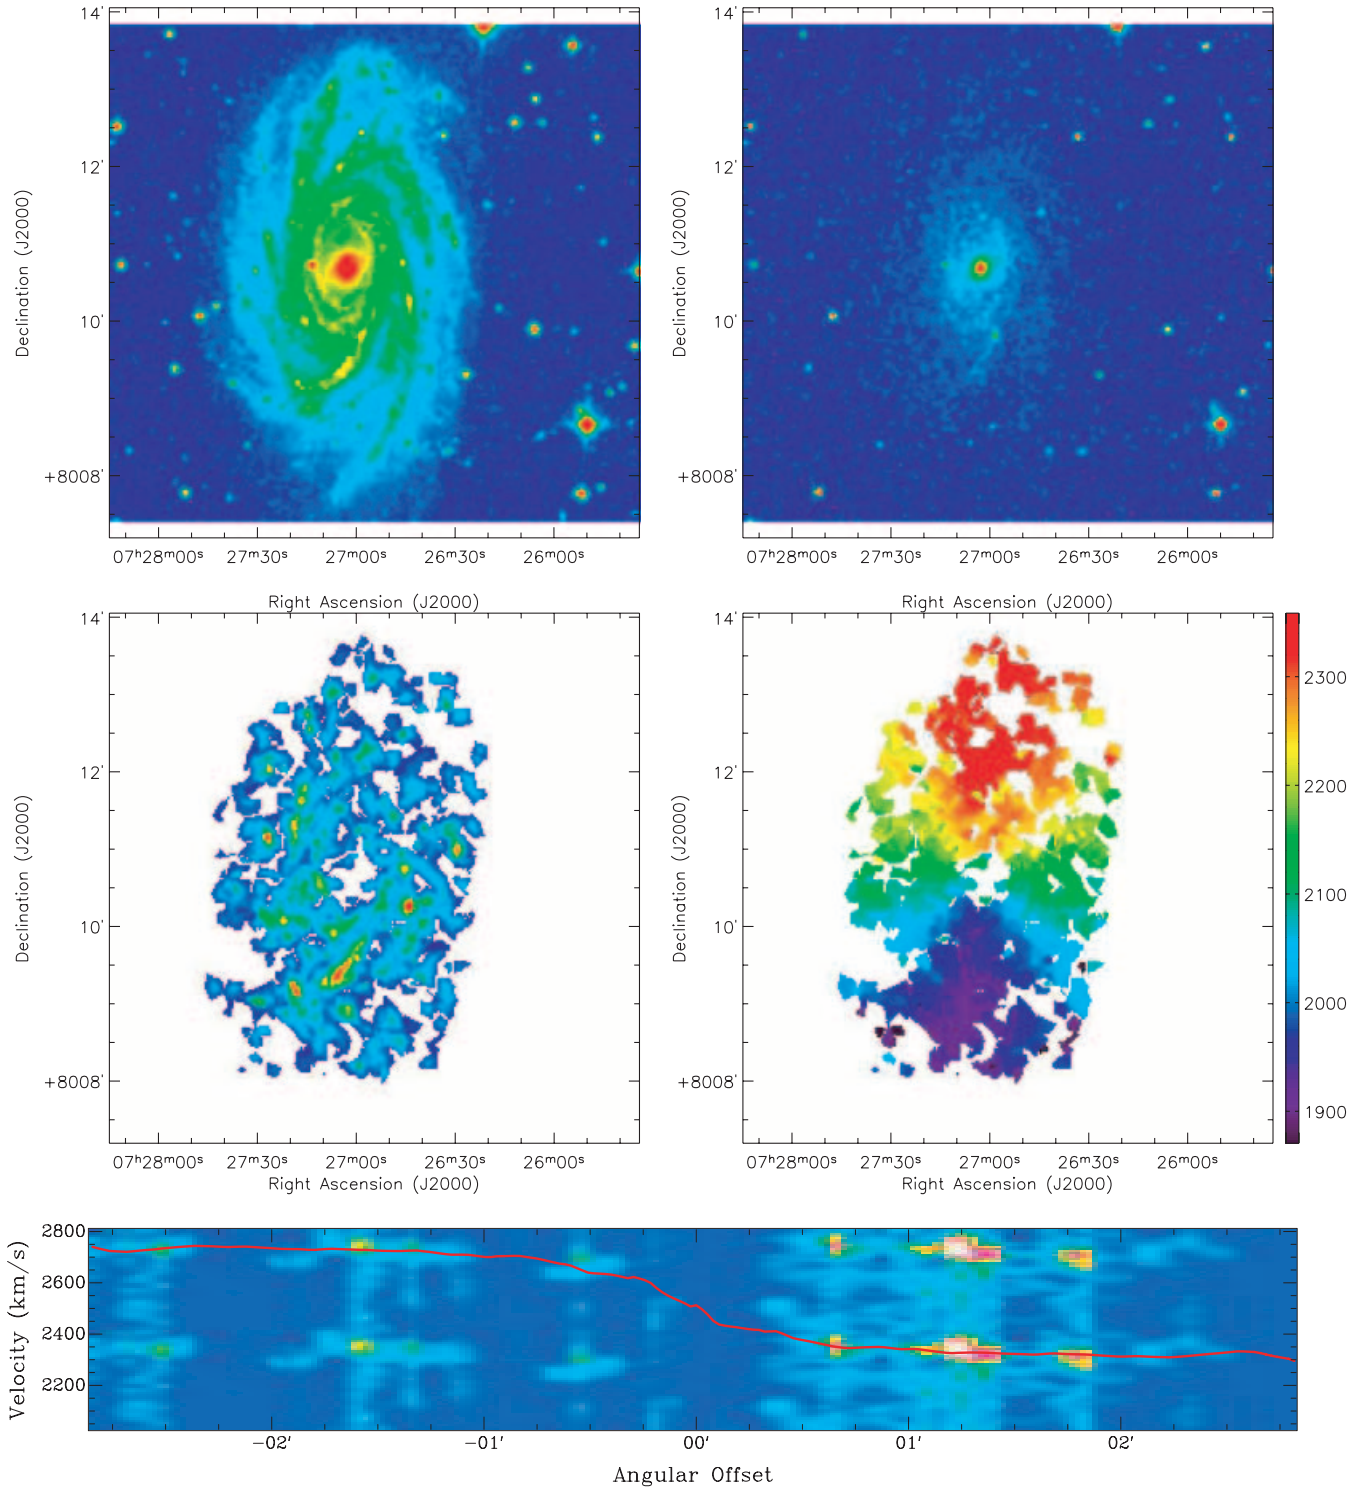 14'
12'
10'
+8008'
Declination (J2000)
07ʰ28ᵐ00ˢ 27ᵐ30ˢ 27ᵐ00ˢ 26ᵐ30ˢ 26ᵐ00ˢ
Right Ascension (J2000)
14'
12'
10'
+8008'
Declination (J2000)
07ʰ28ᵐ00ˢ 27ᵐ30ˢ 27ᵐ00ˢ 26ᵐ30ˢ 26ᵐ00ˢ
Right Ascension (J2000)
14'
12'
10'
+8008'
Declination (J2000)
07ʰ28ᵐ00ˢ 27ᵐ30ˢ 27ᵐ00ˢ 26ᵐ30ˢ 26ᵐ00ˢ
Right Ascension (J2000)
14'
12'
10'
+8008'
Declination (J2000)
07ʰ28ᵐ00ˢ 27ᵐ30ˢ 27ᵐ00ˢ 26ᵐ30ˢ 26ᵐ00ˢ
Right Ascension (J2000)
2300
2200
2100
2000
1900
Velocity (km/s)
2800
2600
2400
2200
-02' -01' 00' 01' 02'
Angular Offset